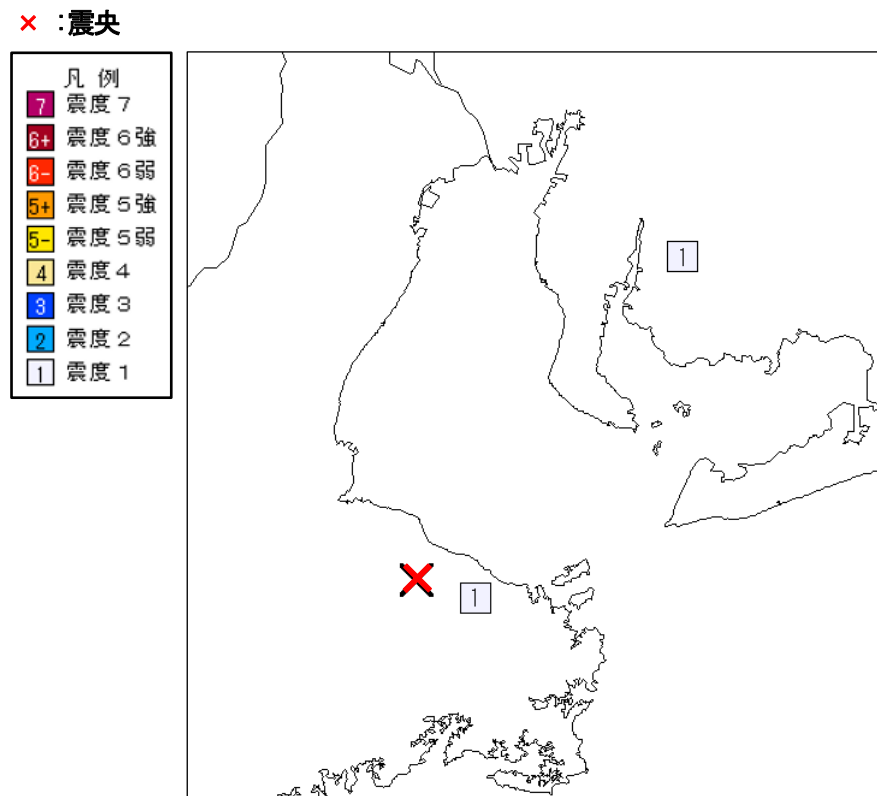 × :震央
凡 例
7 震度７
6+ 震度６強
6- 震度６弱
5+ 震度５強
5- 震度５弱
4 震度４
3 震度３
2 震度２
1 震度１
1
1